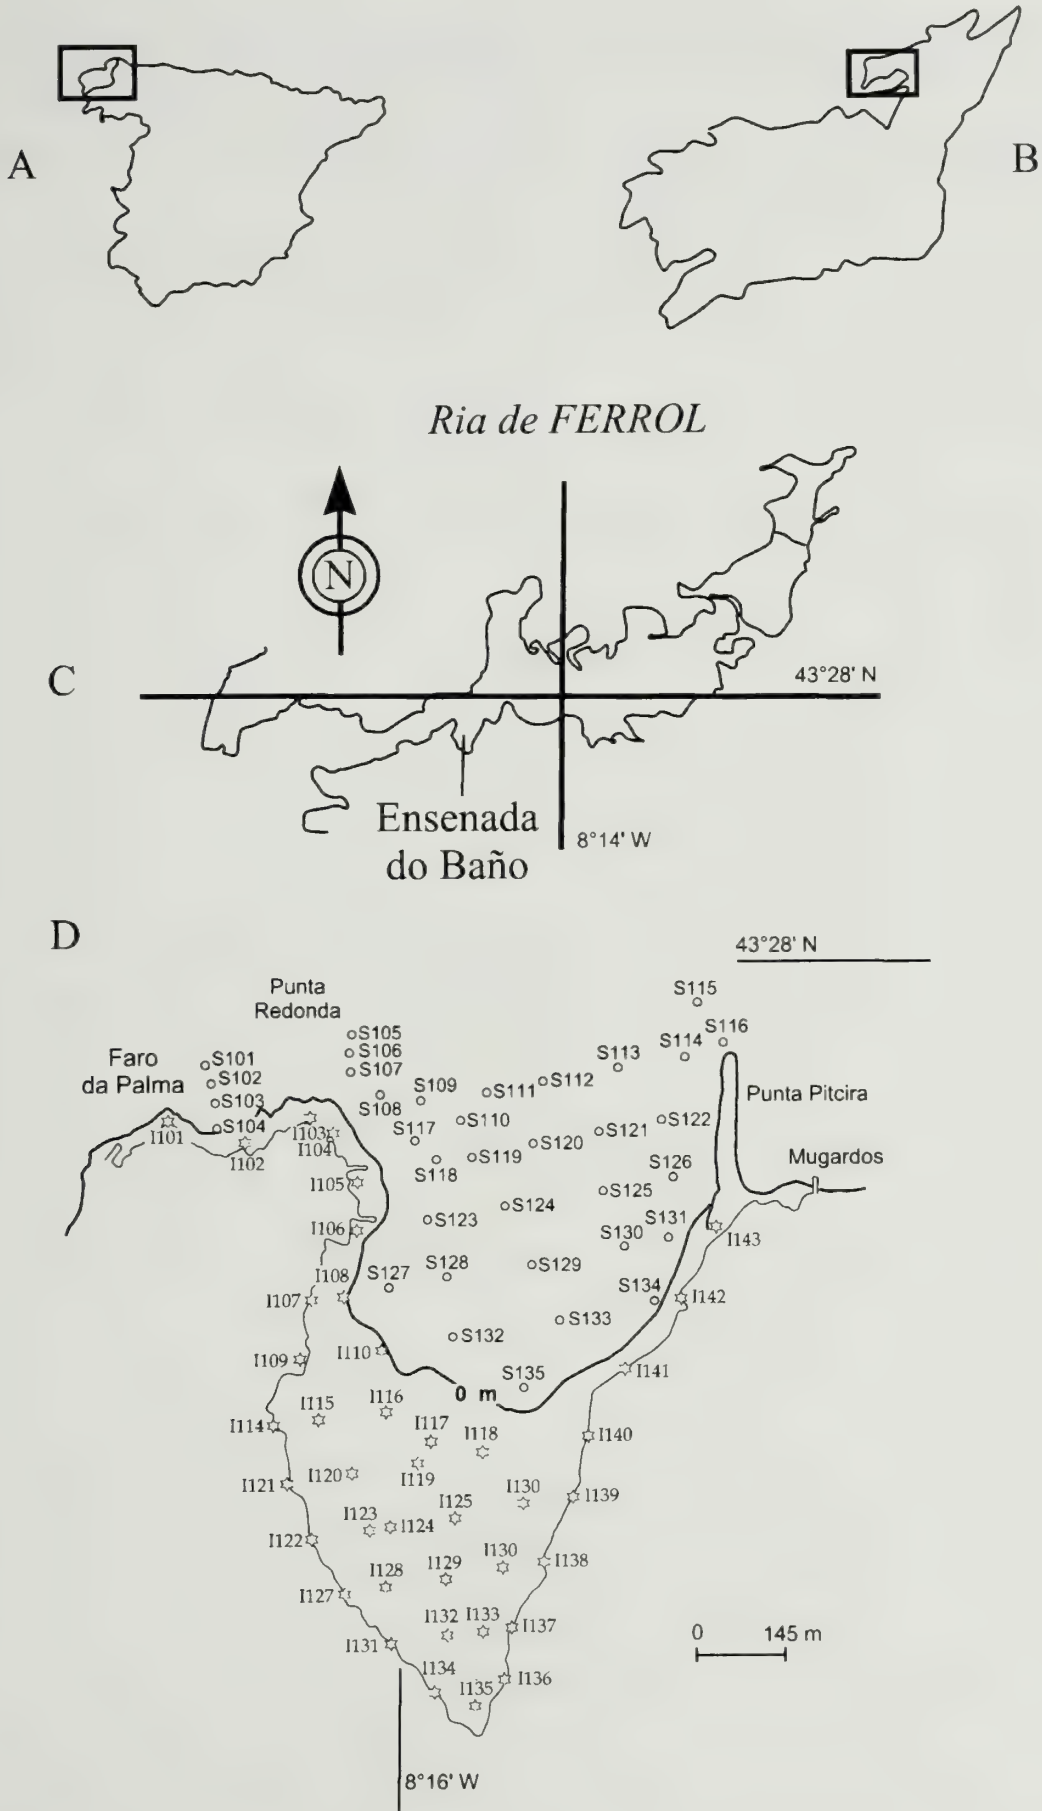 A
B
Ria de FERROL
N
C
43°28' N
Ensenada
do Baño
8°14' W
D
43°28' N
Punta
Redonda
S115
S105
S116
S106
S114
S107
S113
Faro
da Palma
S101
S102
S103
S104
S108
S109
S111
S112
S110
Punta Pitcira
I101
I102
I103
I104
S117
S118
S119
S120
S121
S122
Mugardos
I105
S126
S125
S124
I106
S123
S130
S131
I143
I108
S127
S128
S129
S134
I107
I142
S133
S132
I110
I109
S135
I141
0 m
I114
I115
I116
I117
I118
I140
I119
I121
I120
I130
I139
I125
I123
I124
I122
I130
I138
I129
I128
I127
I132
I133
I137
I131
0 145 m
I134
I135
I136
8°16' W